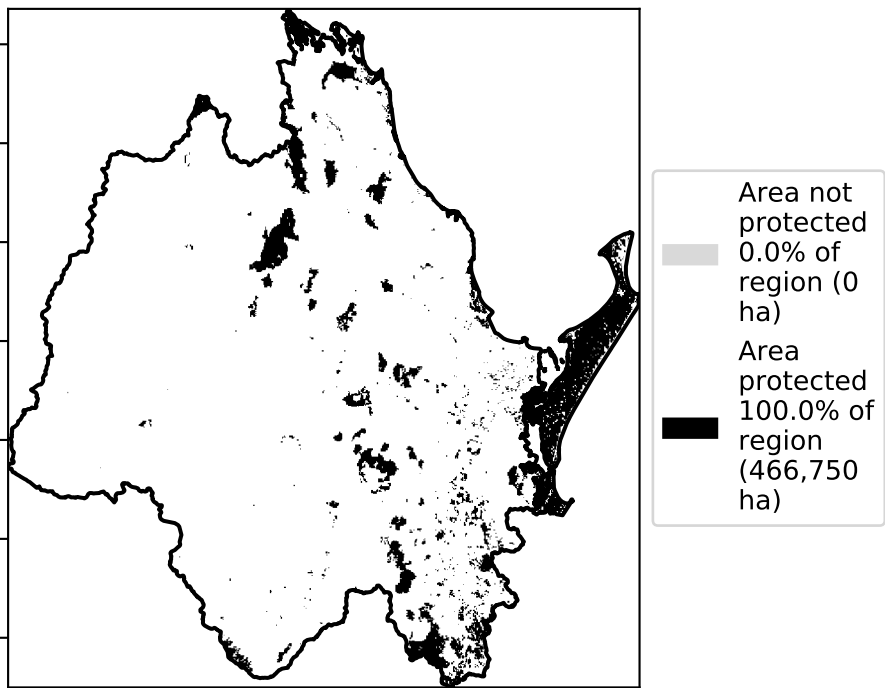 Area not
protected
0.0% of
region (0
ha)
Area
protected
100.0% of
region
(466,750
ha)